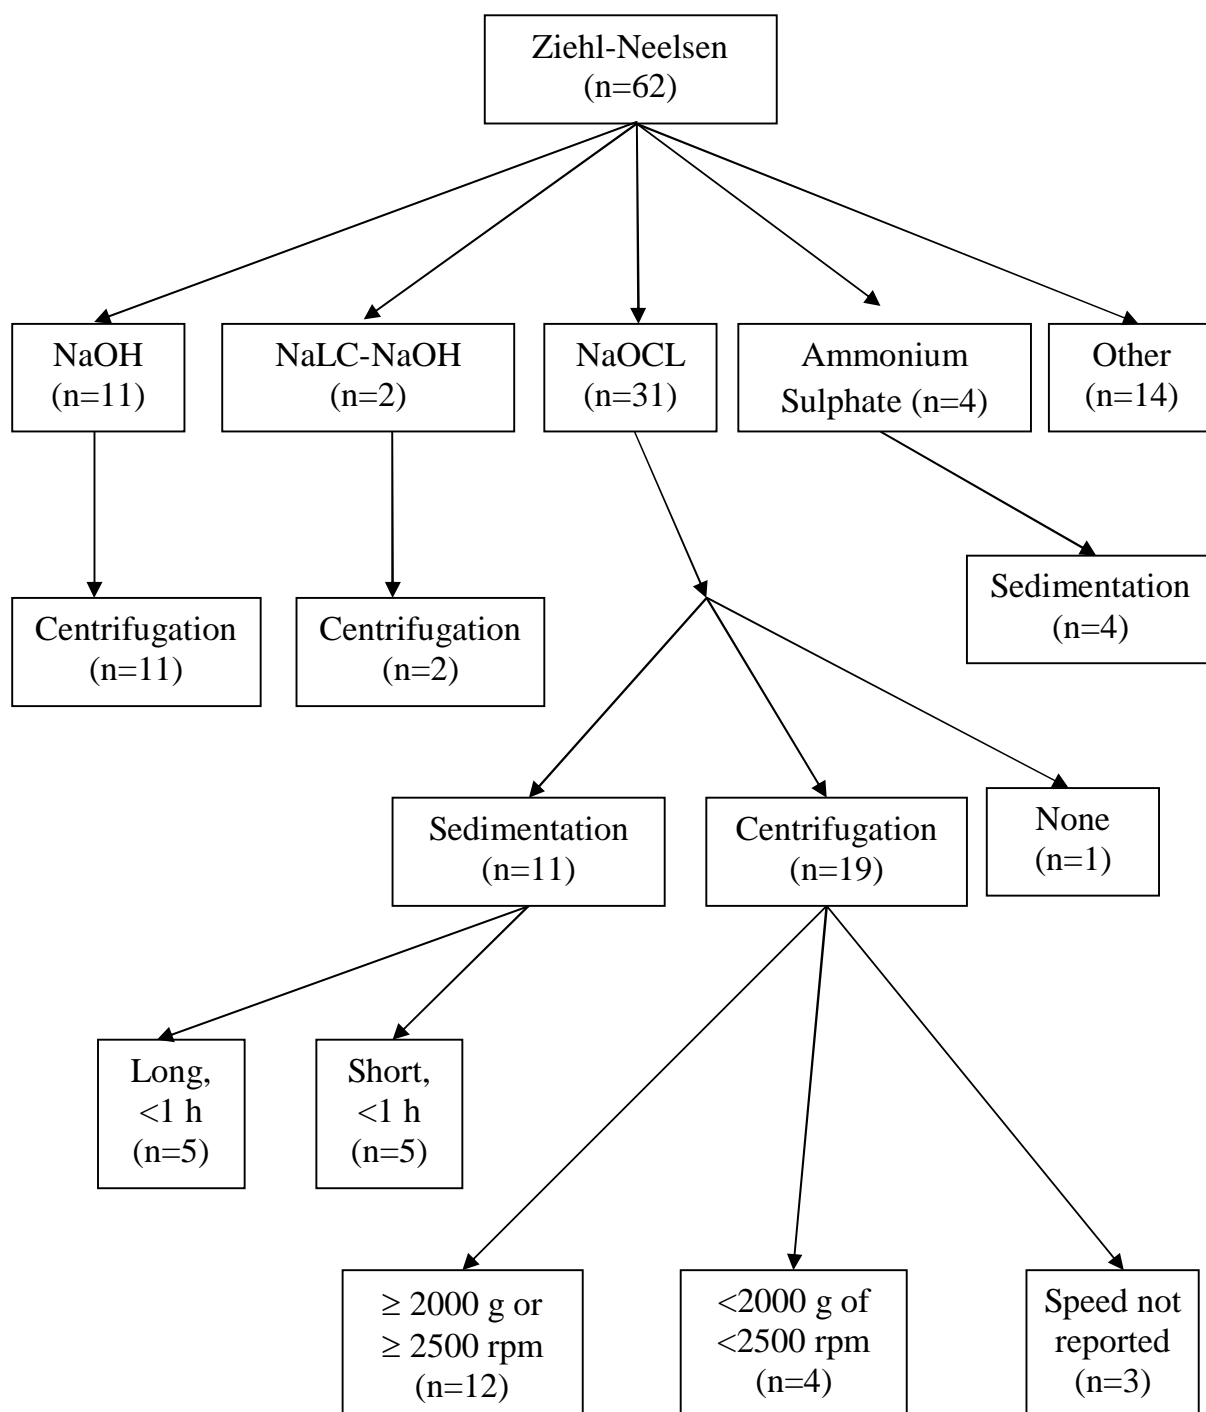 Ziehl-Neelsen
(n=62)
NaOH
(n=11)
NaLC-NaOH
(n=2)
NaOCL
(n=31)
Ammonium
Sulphate (n=4)
Other
(n=14)
Centrifugation
(n=11)
Centrifugation
(n=2)
Sedimentation
(n=4)
Sedimentation
(n=11)
Centrifugation
(n=19)
None
(n=1)
Long,
<1 h
(n=5)
Short,
<1 h
(n=5)
≥ 2000 g or
≥ 2500 rpm
(n=12)
<2000 g of
<2500 rpm
(n=4)
Speed not
reported
(n=3)